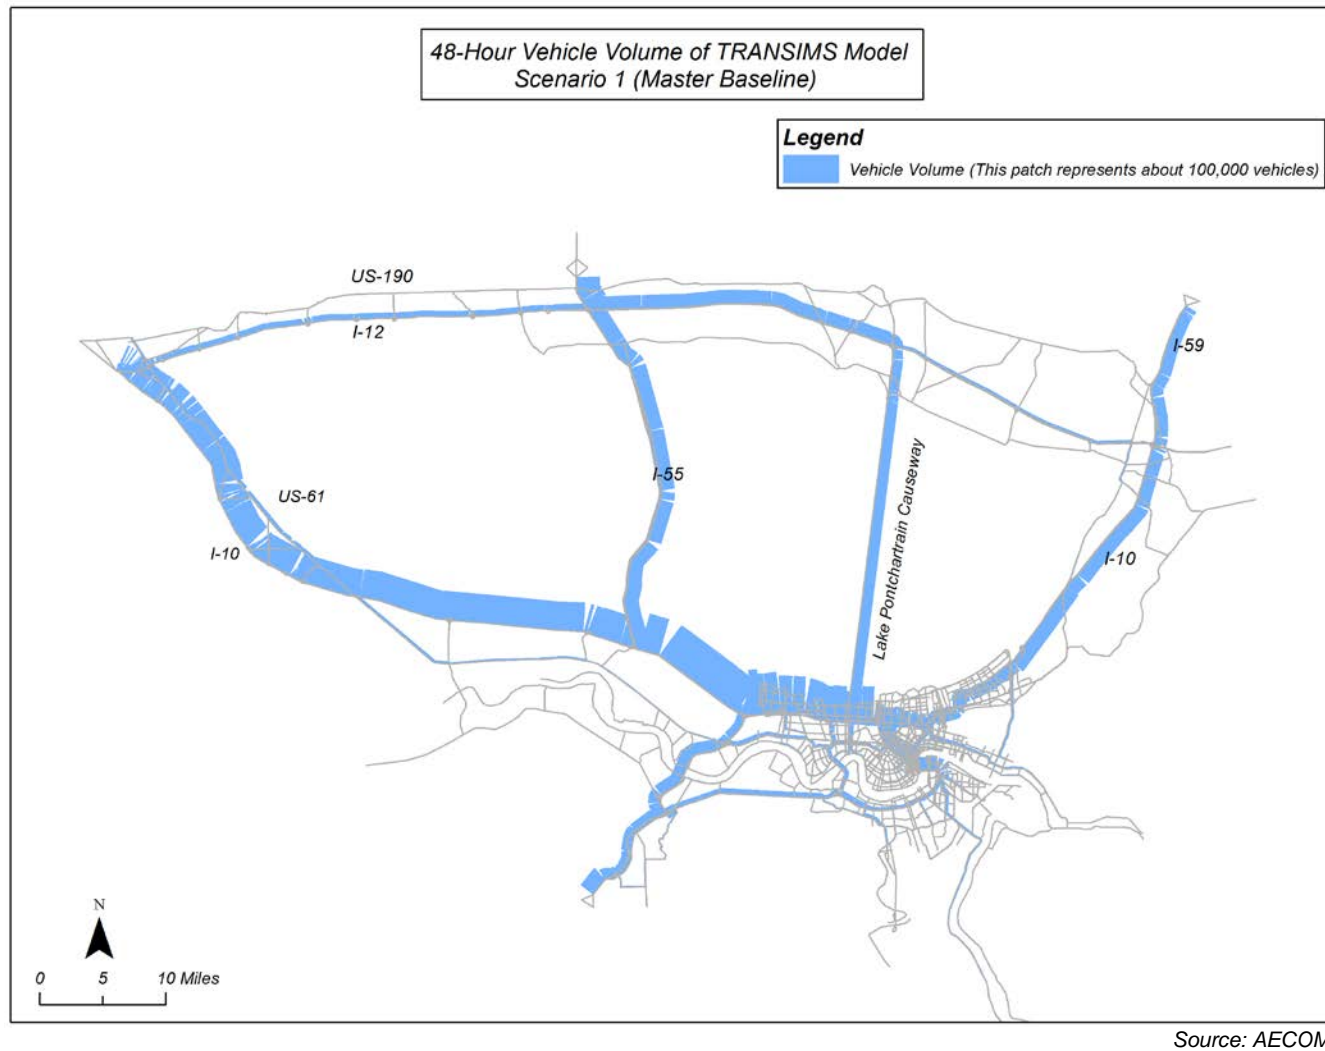 48-Hour Vehicle Volume of TRANSIMS Model
Scenario 1 (Master Baseline)
Legend
Vehicle Volume (This patch represents about 100,000 vehicles)
US-190
I-12
I-59
I-55
US-61
I-10
Lake Pontchartrain Causeway
I-10
N
0 5 10 Miles
Source: AECOM